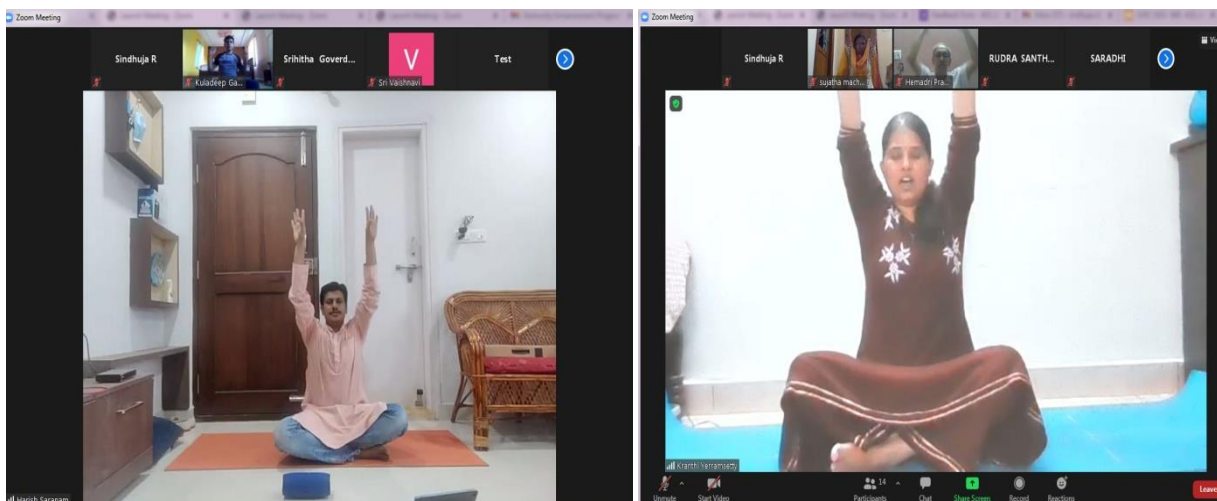 Zoom Meeting
Sindhuja R
Kuladeep Ga...
Srihitha Goverd...
V
Sri Vaishnavi
Test
Harish Saranam
Zoom Meeting
Sindhuja R
sujatha mach...
Hemadri Pra...
RUDRA SANTH...
SARADHI
Vi
Kranthi Yerramsetty
Unmute
Start Video
14
Participants
Chat
Share Screen
Record
Reactions
Leave